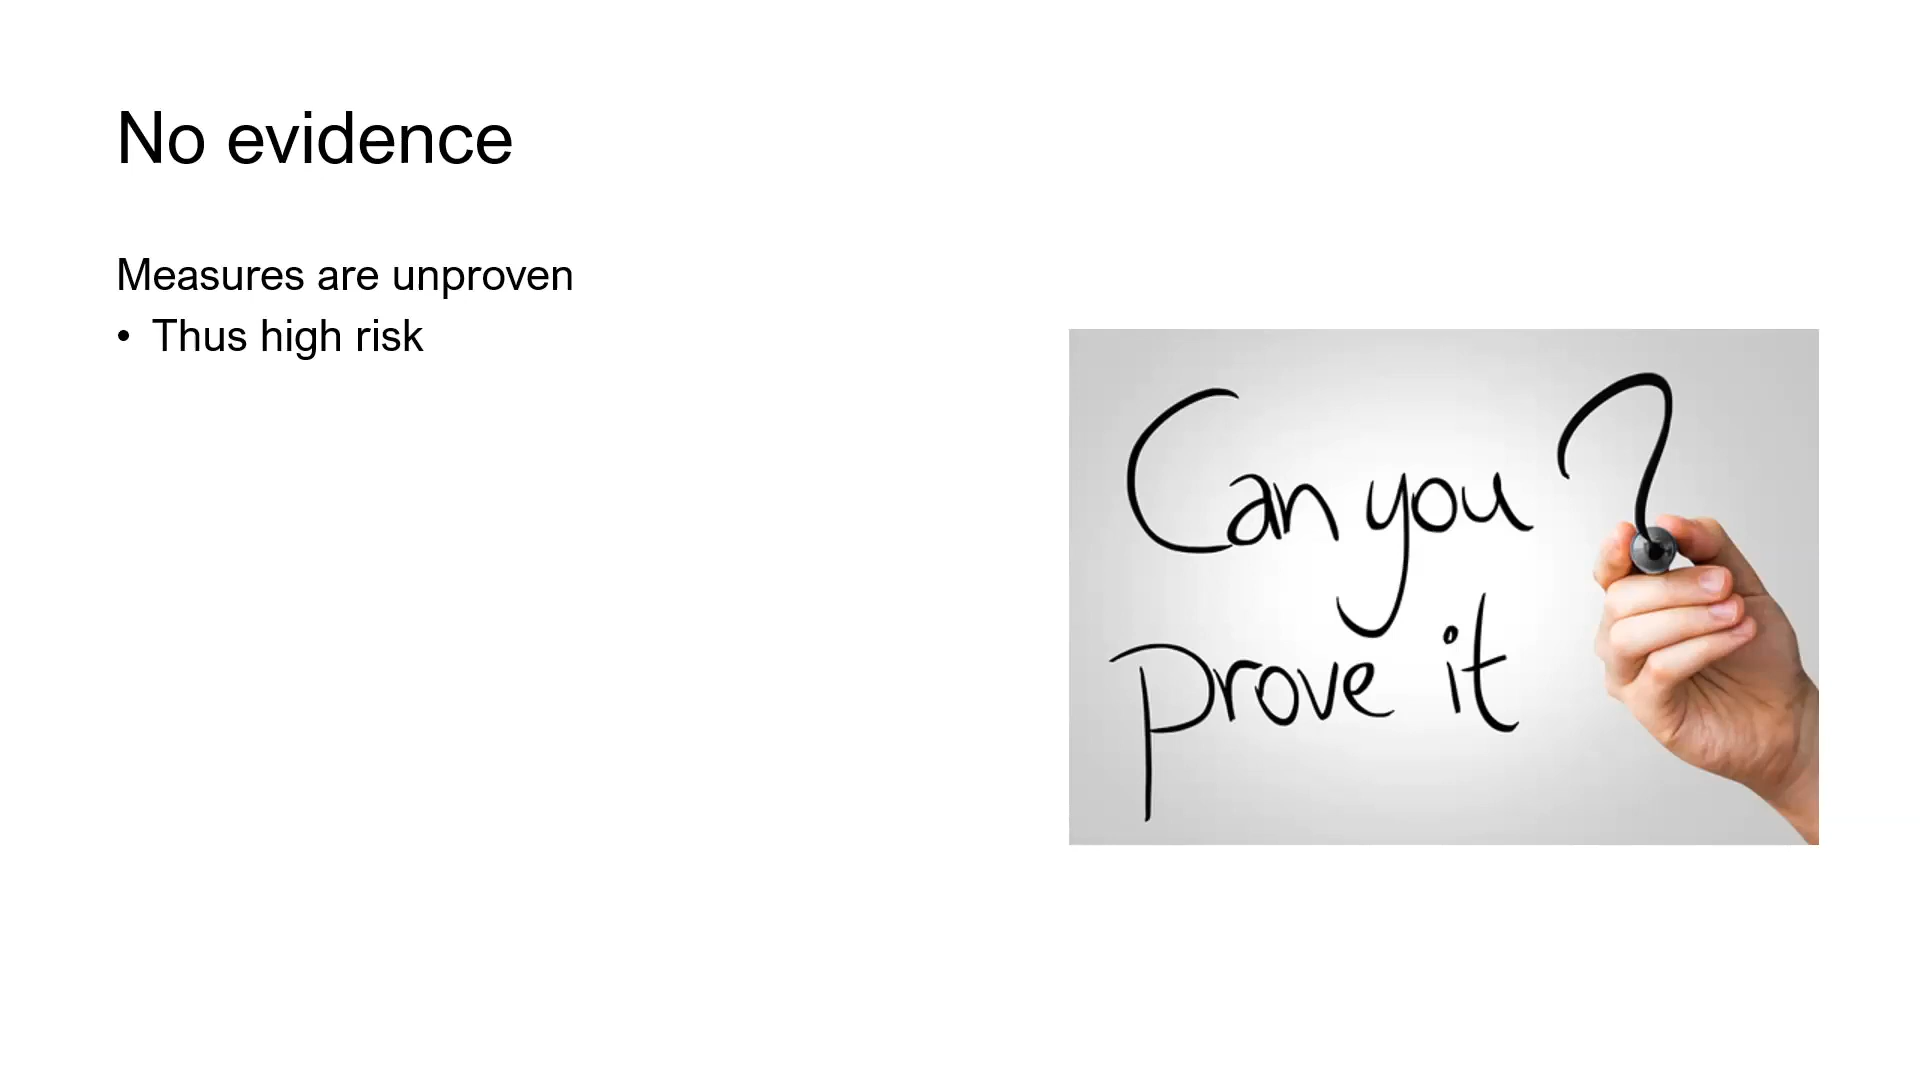 No evidence
Measures are unproven
• Thus high risk
Can you ?
prove it